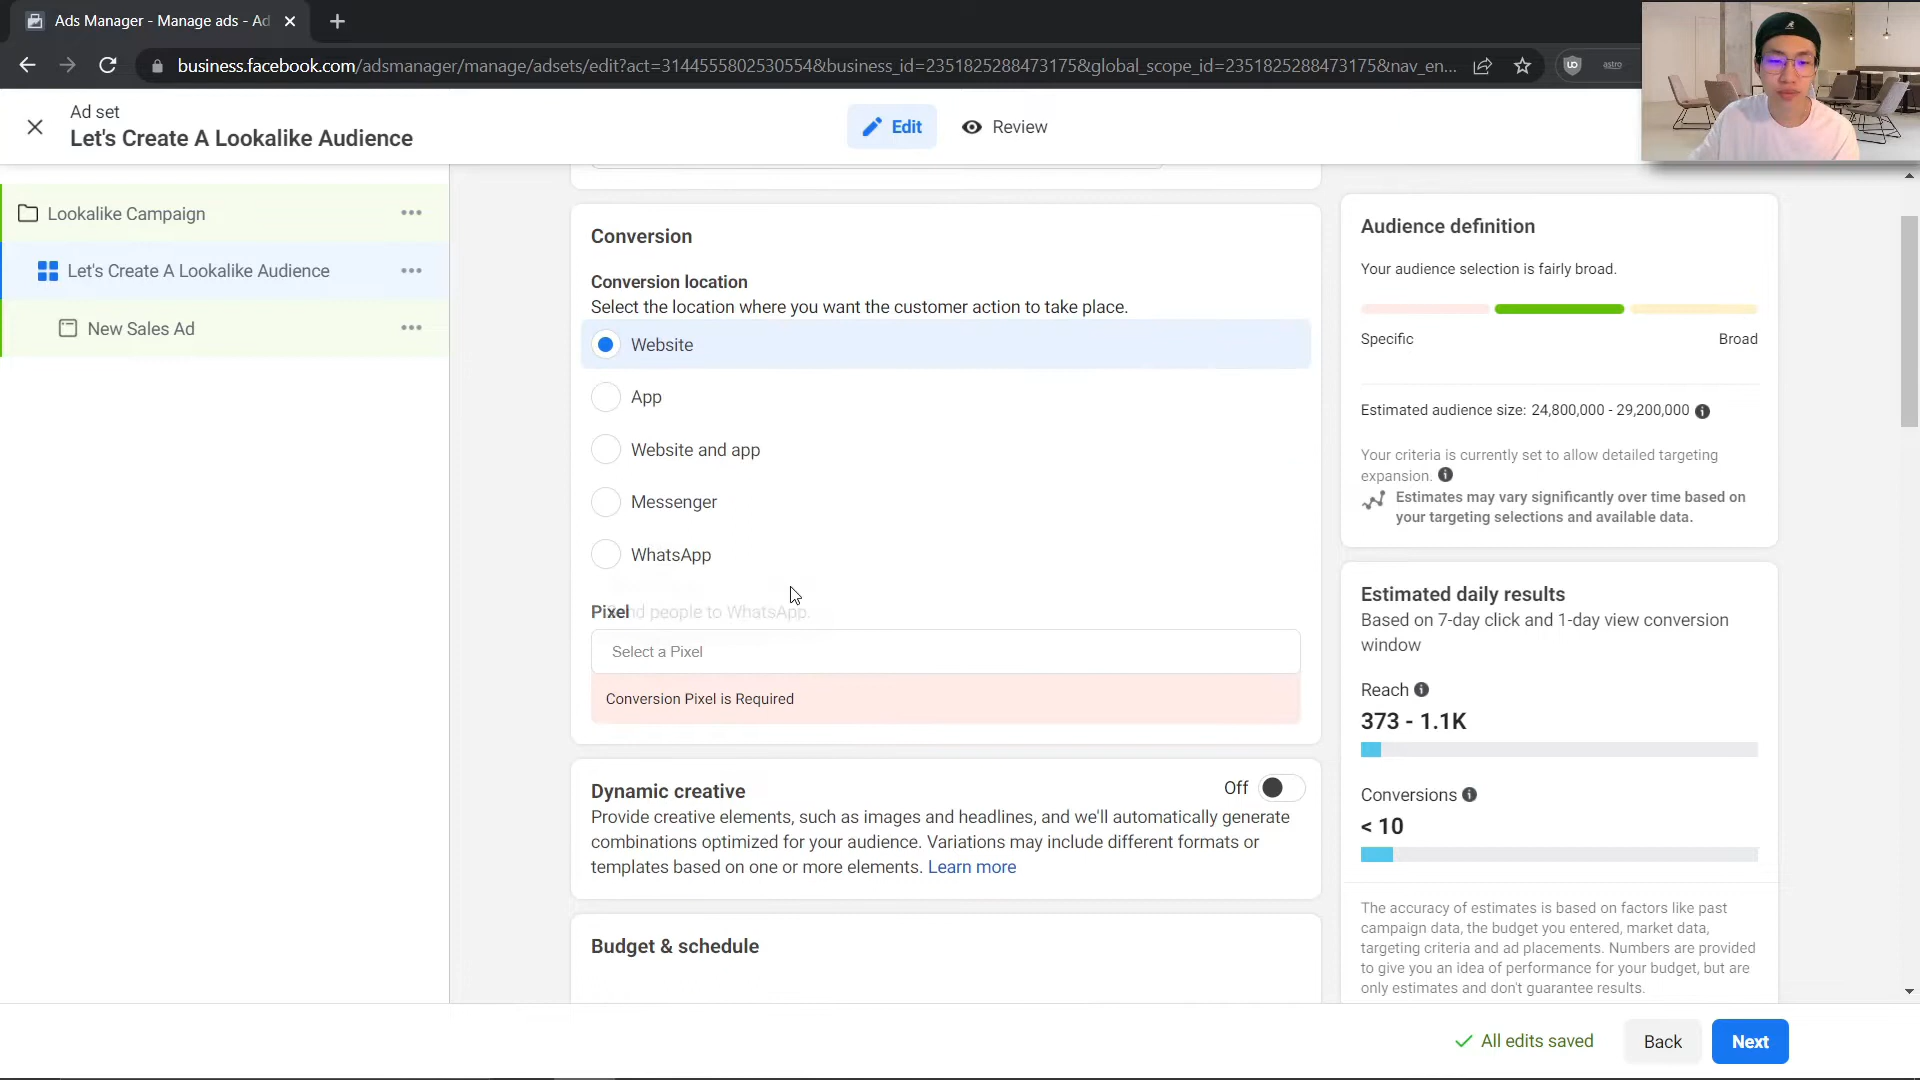 Ads Manager - Manage ads - Ad
business.facebook.com/adsmanager/manage/adsets/edit?act=3144555802530554&business_id=2351825288473175&global_scope_id=2351825288473175&nav_en...
astro
Ad set
Let's Create A Lookalike Audience
Edit
Review
Lookalike Campaign
Let's Create A Lookalike Audience
New Sales Ad
Conversion
Conversion location
Select the location where you want the customer action to take place.
Website
App
Website and app
Messenger
WhatsApp
Pixel
nd people to WhatsApp.
Select a Pixel
Conversion Pixel is Required
Dynamic creative
Off
Provide creative elements, such as images and headlines, and we'll automatically generate
combinations optimized for your audience. Variations may include different formats or
templates based on one or more elements. Learn more
Budget & schedule
Audience definition
Your audience selection is fairly broad.
Specific
Broad
Estimated audience size: 24,800,000 - 29,200,000
Your criteria is currently set to allow detailed targeting
expansion.
Estimates may vary significantly over time based on
your targeting selections and available data.
Estimated daily results
Based on 7-day click and 1-day view conversion
window
Reach
373 - 1.1K
Conversions
< 10
The accuracy of estimates is based on factors like past
campaign data, the budget you entered, market data,
targeting criteria and ad placements. Numbers are provided
to give you an idea of performance for your budget, but are
only estimates and don't guarantee results.
All edits saved
Back
Next